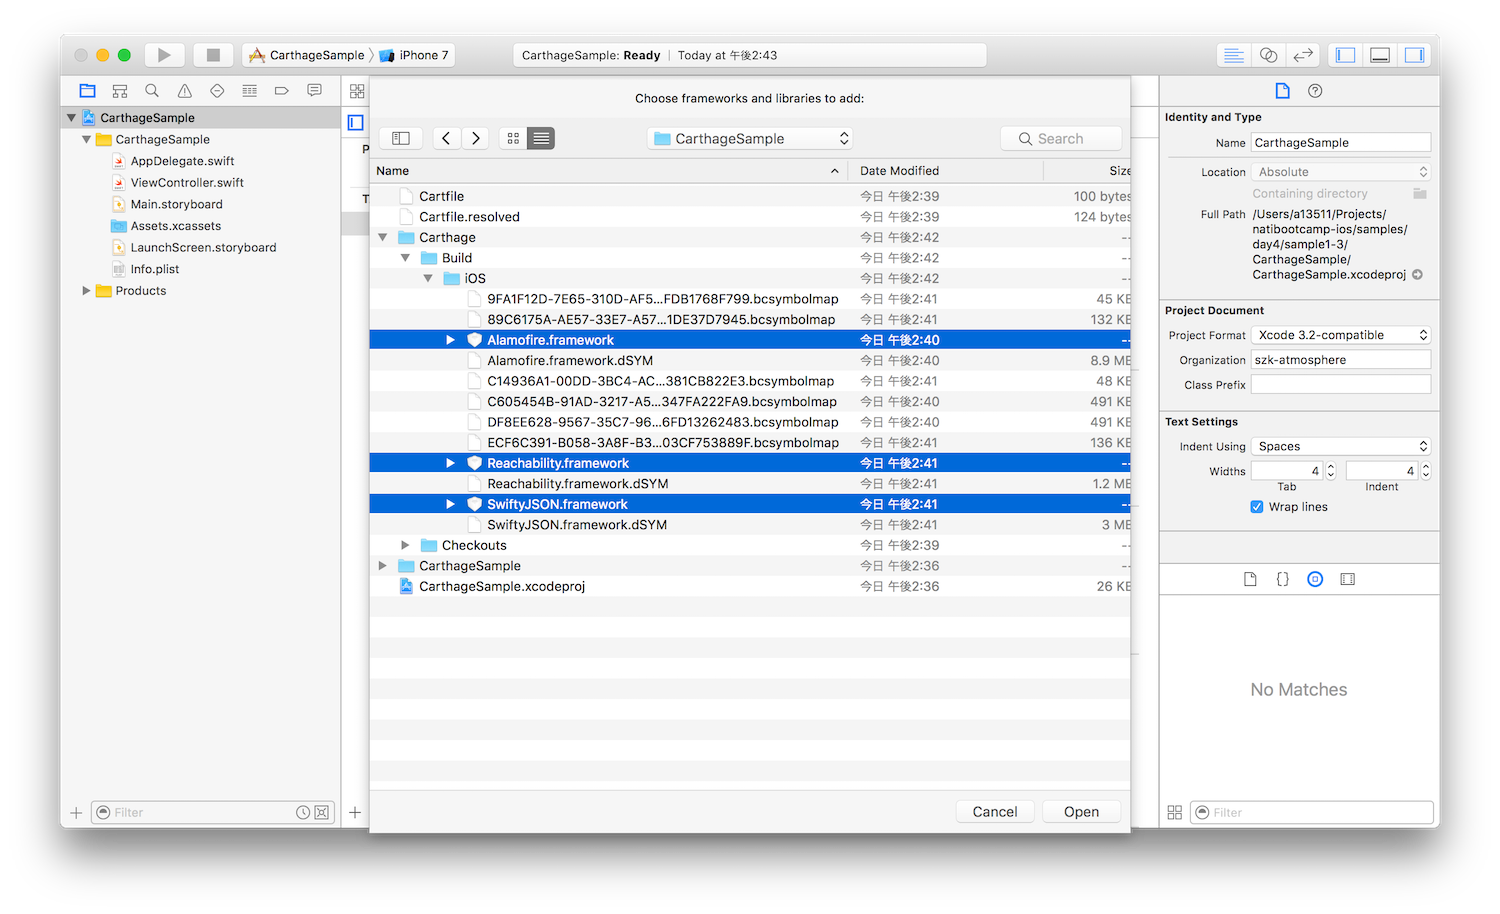 CarthageSample 〉 iPhone 7
CarthageSample: Ready | Today at 午後2:43
Choose frameworks and libraries to add:
CarthageSample
Search
Name Date Modified Size
Cartfile 今日 午後2:39 100 bytes
Cartfile.resolved 今日 午後2:39 124 bytes
Carthage 今日 午後2:42 --
Build 今日 午後2:42 --
iOS 今日 午後2:42 --
9FA1F12D-7E65-310D-AF5...FDB1768F799.bcsymbolmap 今日 午後2:41 45 KB
89C6175A-AE57-33E7-A57...1DE37D7945.bcsymbolmap 今日 午後2:41 132 KB
Alamofire.framework 今日 午後2:40 --
Alamofire.framework.dSYM 今日 午後2:40 8.9 MB
C14936A1-00DD-3BC4-AC...381CB822E3.bcsymbolmap 今日 午後2:41 48 KB
C605454B-91AD-3217-A5...347FA222FA9.bcsymbolmap 今日 午後2:40 491 KB
DF8EE628-9567-35C7-96...6FD13262483.bcsymbolmap 今日 午後2:40 491 KB
ECF6C391-B058-3A8F-B3...03CF753889F.bcsymbolmap 今日 午後2:41 136 KB
Reachability.framework 今日 午後2:41 --
Reachability.framework.dSYM 今日 午後2:41 1.2 MB
SwiftyJSON.framework 今日 午後2:41 --
SwiftyJSON.framework.dSYM 今日 午後2:41 3 MB
Checkouts 今日 午後2:39 --
CarthageSample 今日 午後2:36 --
CarthageSample.xcodeproj 今日 午後2:36 26 KB
Cancel Open
CarthageSample
CarthageSample
AppDelegate.swift
ViewController.swift
Main.storyboard
Assets.xcassets
LaunchScreen.storyboard
Info.plist
Products
Filter
P
T
Identity and Type
Name CarthageSample
Location Absolute
Containing directory
Full Path /Users/a13511/Projects/
natibootcamp-ios/samples/
day4/sample1-3/
CarthageSample/
CarthageSample.xcodeproj
Project Document
Project Format Xcode 3.2-compatible
Organization szk-atmosphere
Class Prefix
Text Settings
Indent Using Spaces
Widths 4 4
Tab Indent
Wrap lines
{}
No Matches
Filter